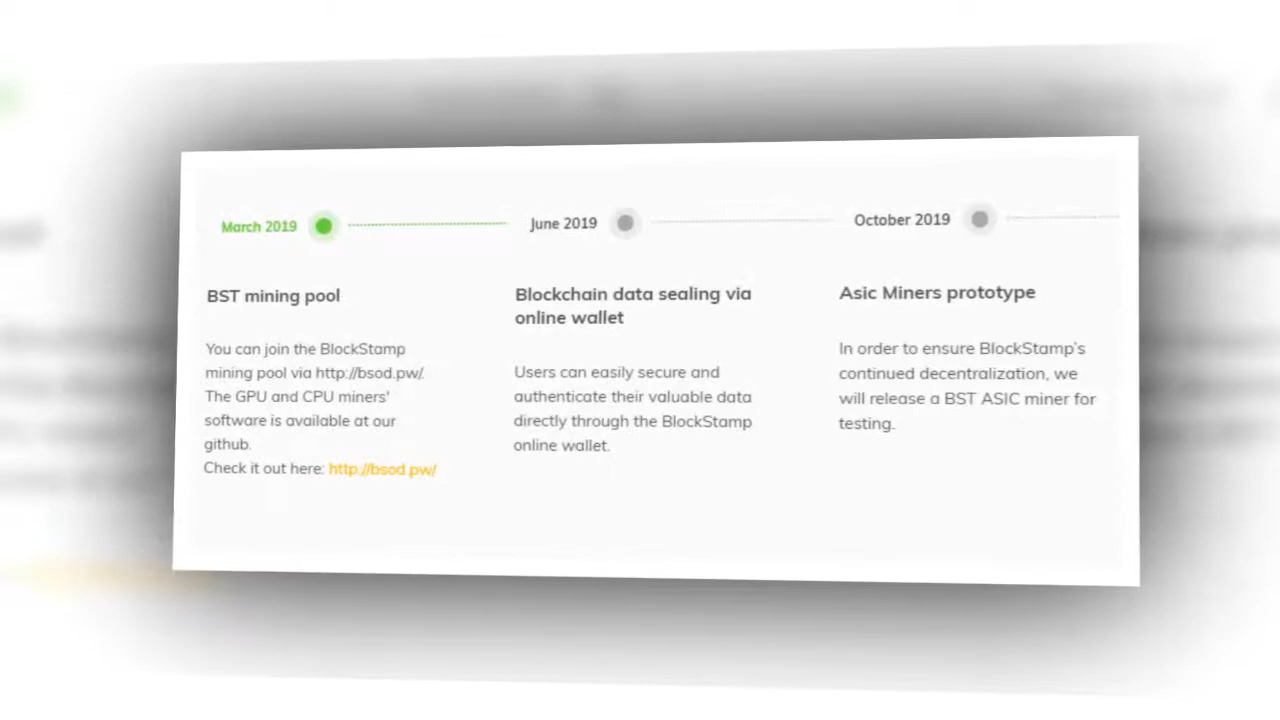 March 2019
June 2019
October 2019
BST mining pool
You can join the BlockStamp
mining pool via http://bsod.pw/.
The GPU and CPU miners'
software is available at our
github.
Check it out here: http://bsod.pw/
Blockchain data sealing via
online wallet
Users can easily secure and
authenticate their valuable data
directly through the BlockStamp
online wallet.
Asic Miners prototype
In order to ensure BlockStamp's
continued decentralization, we
will release a BST ASIC miner for
testing.